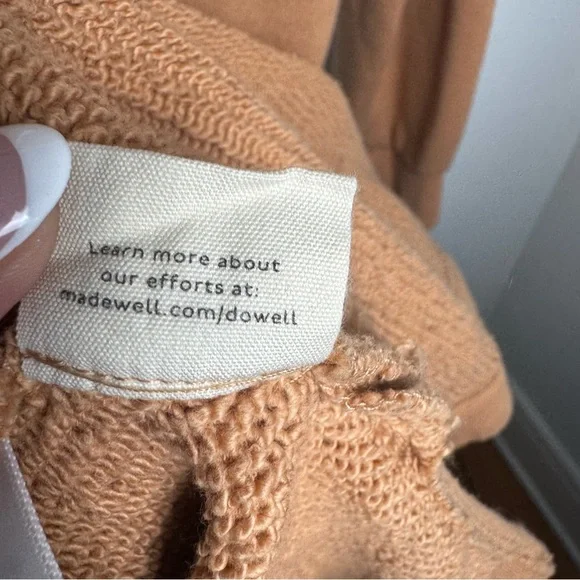 Learn more about
our efforts at:
madewell.com/dowell